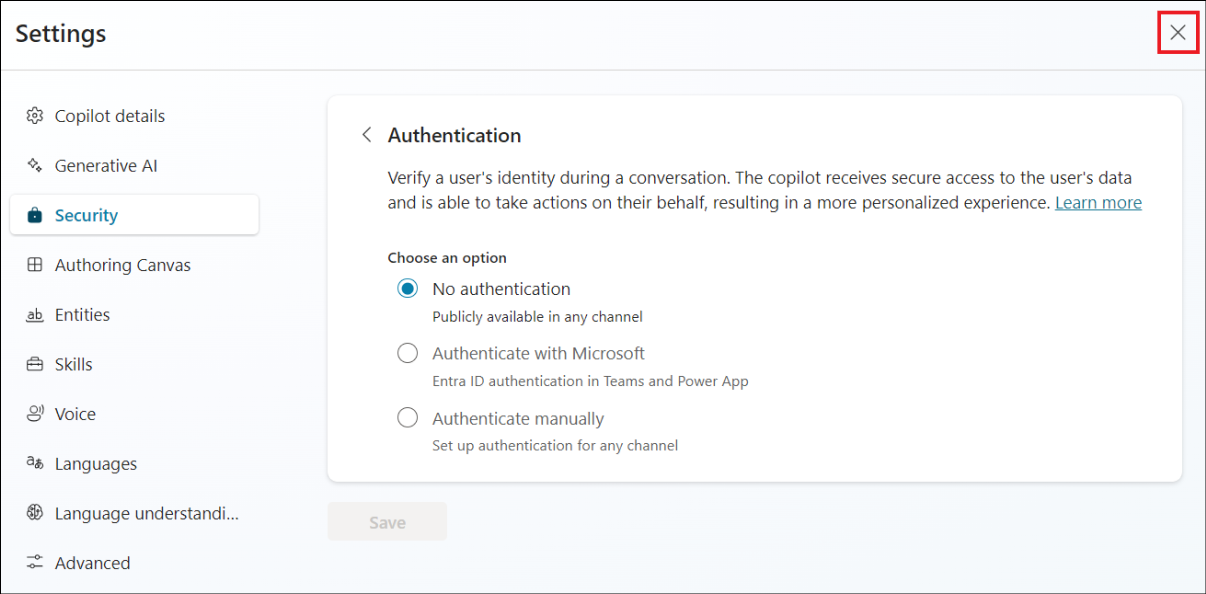 Settings
Copilot details
Generative AI
Security
Authoring Canvas
Entities
Skills
Voice
Languages
Language understandi...
Advanced
Authentication
Verify a user's identity during a conversation. The copilot receives secure access to the user's data
and is able to take actions on their behalf, resulting in a more personalized experience. Learn more
Choose an option
No authentication
Publicly available in any channel
Authenticate with Microsoft
Entra ID authentication in Teams and Power App
Authenticate manually
Set up authentication for any channel
Save